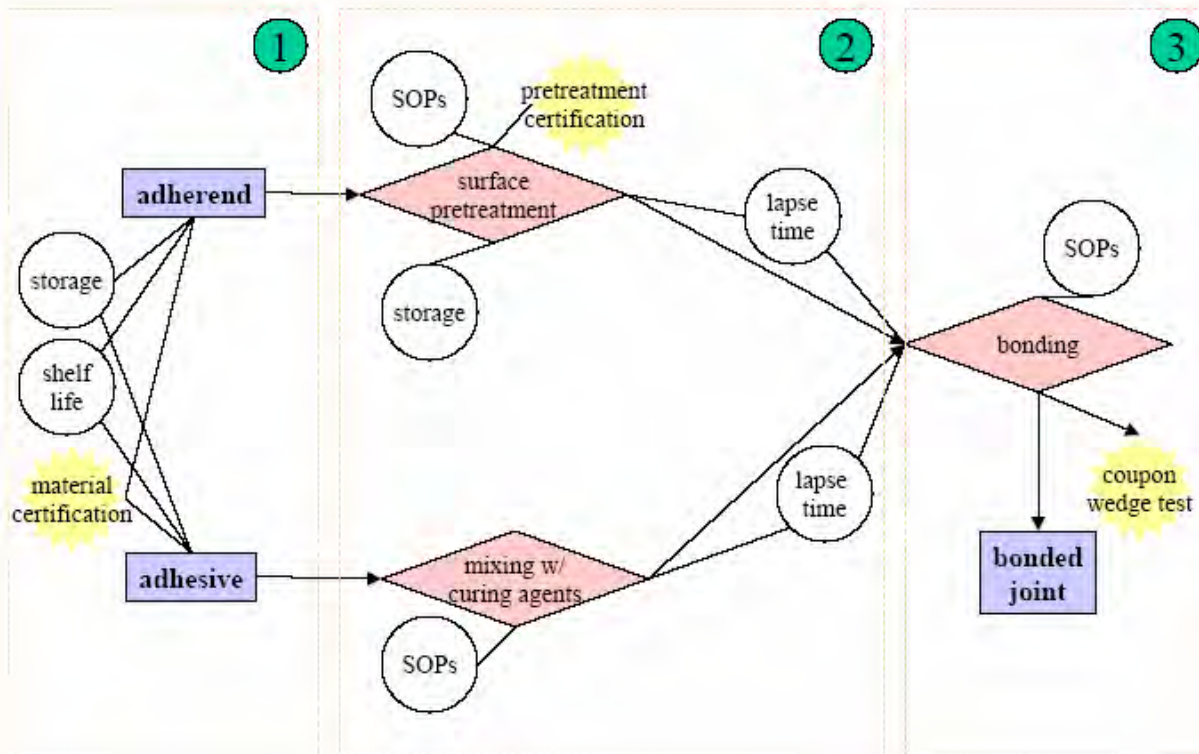 1
adherend
storage
shelf
life
material
certification
adhesive
2
SOPs
pretreatment
certification
surface
pretreatment
storage
lapse
time
lapse
time
mixing w/
curing agents
SOPs
3
SOPs
bonding
coupon
wedge test
bonded
joint